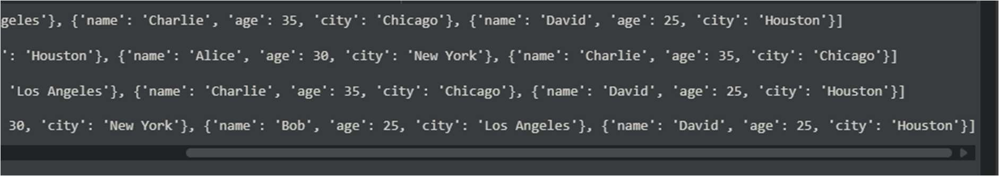 geles'}, {'name': 'Charlie', 'age': 35, 'city': 'Chicago'}, {'name': 'David', 'age': 25, 'city': 'Houston'}]
': 'Houston'}, {'name': 'Alice', 'age': 30, 'city': 'New York'}, {'name': 'Charlie', 'age': 35, 'city': 'Chicago'}]
'Los Angeles'}, {'name': 'Charlie', 'age': 35, 'city': 'Chicago'}, {'name': 'David', 'age': 25, 'city': 'Houston'}]
30, 'city': 'New York'}, {'name': 'Bob', 'age': 25, 'city': 'Los Angeles'}, {'name': 'David', 'age': 25, 'city': 'Houston'}]